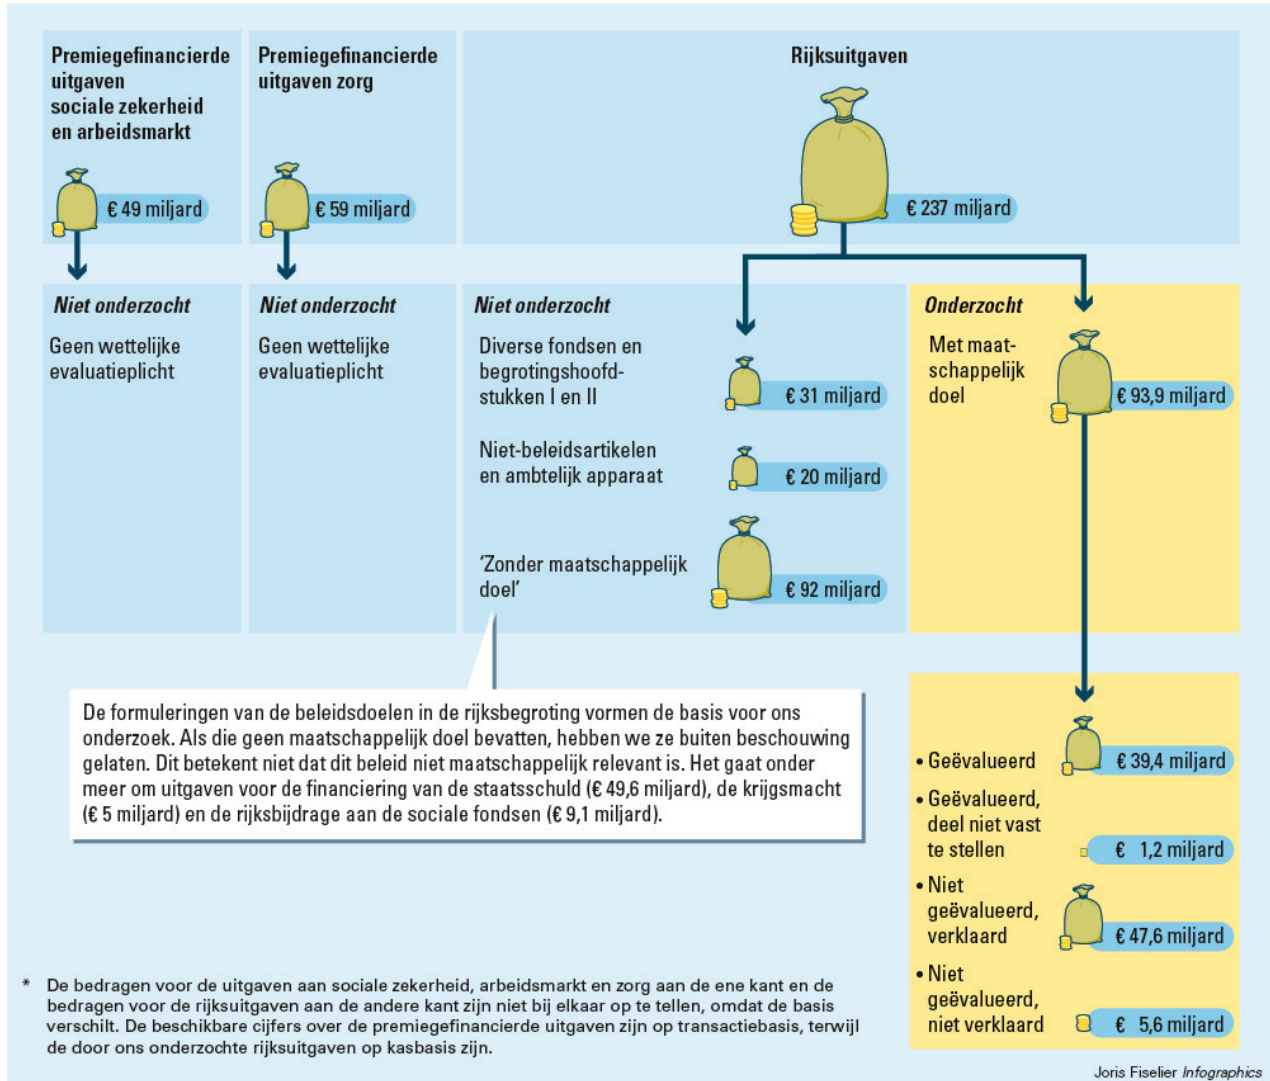 Premiegefinancierde
uitgaven
sociale zekerheid
en arbeidsmarkt
€ 49 miljard
Premiegefinancierde
uitgaven zorg
€ 59 miljard
Rijksuitgaven
€ 237 miljard
Niet onderzocht
Geen wettelijke
evaluatieplicht
Niet onderzocht
Geen wettelijke
evaluatieplicht
Niet onderzocht
Diverse fondsen en
begrotingshoofd-
stukken I en II
€ 31 miljard
Niet-beleidsartikelen
en ambtelijk apparaat
€ 20 miljard
‘Zonder maatschappelijk
doel’
€ 92 miljard
Onderzocht
Met maat-
schappelijk
doel
€ 93,9 miljard
De formuleringen van de beleidsdoelen in de rijksbegroting vormen de basis voor ons
onderzoek. Als die geen maatschappelijk doel bevatten, hebben we ze buiten beschouwing
gelaten. Dit betekent niet dat dit beleid niet maatschappelijk relevant is. Het gaat onder
meer om uitgaven voor de financiering van de staatsschuld (€ 49,6 miljard), de krijgsmacht
(€ 5 miljard) en de rijksbijdrage aan de sociale fondsen (€ 9,1 miljard).
• Geëvalueerd
€ 39,4 miljard
• Geëvalueerd,
deel niet vast
te stellen
€ 1,2 miljard
• Niet
geëvalueerd,
verklaard
€ 47,6 miljard
• Niet
geëvalueerd,
niet verklaard
€ 5,6 miljard
* De bedragen voor de uitgaven aan sociale zekerheid, arbeidsmarkt en zorg aan de ene kant en de
bedragen voor de rijksuitgaven aan de andere kant zijn niet bij elkaar op te tellen, omdat de basis
verschilt. De beschikbare cijfers over de premiegefinancierde uitgaven zijn op transactiebasis, terwijl
de door ons onderzochte rijksuitgaven op kasbasis zijn.
Joris Fiselier Infographics